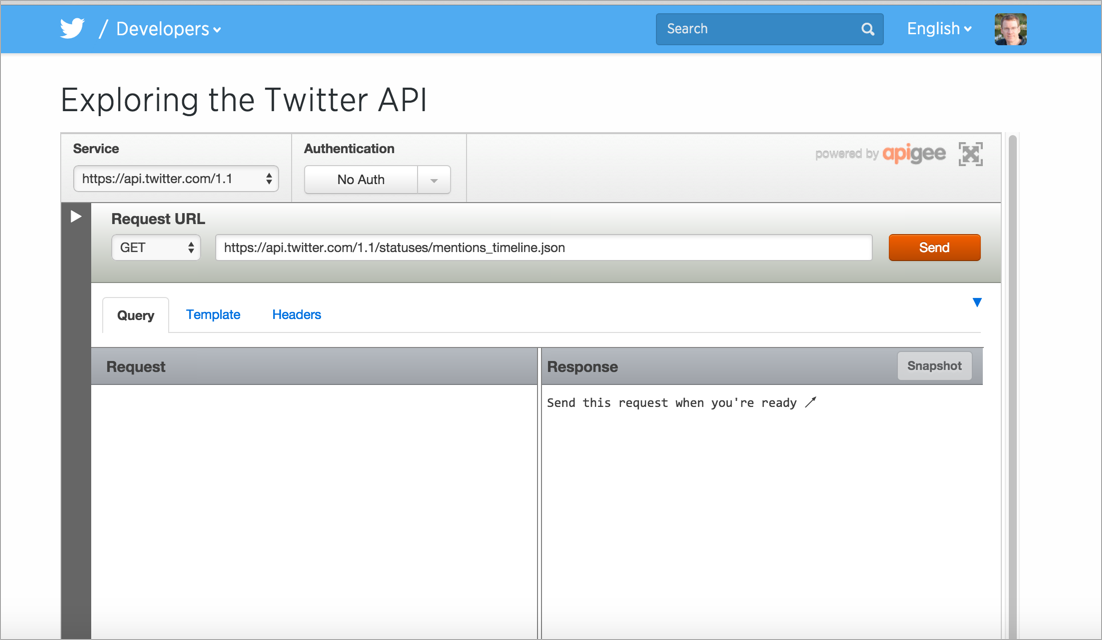 / Developers
Search
English
Exploring the Twitter API
Service
Authentication
powered by apigee
https://api.twitter.com/1.1
No Auth
Request URL
GET
https://api.twitter.com/1.1/statuses/mentions_timeline.json
Send
Query
Template
Headers
Request
Response
Snapshot
Send this request when you're ready